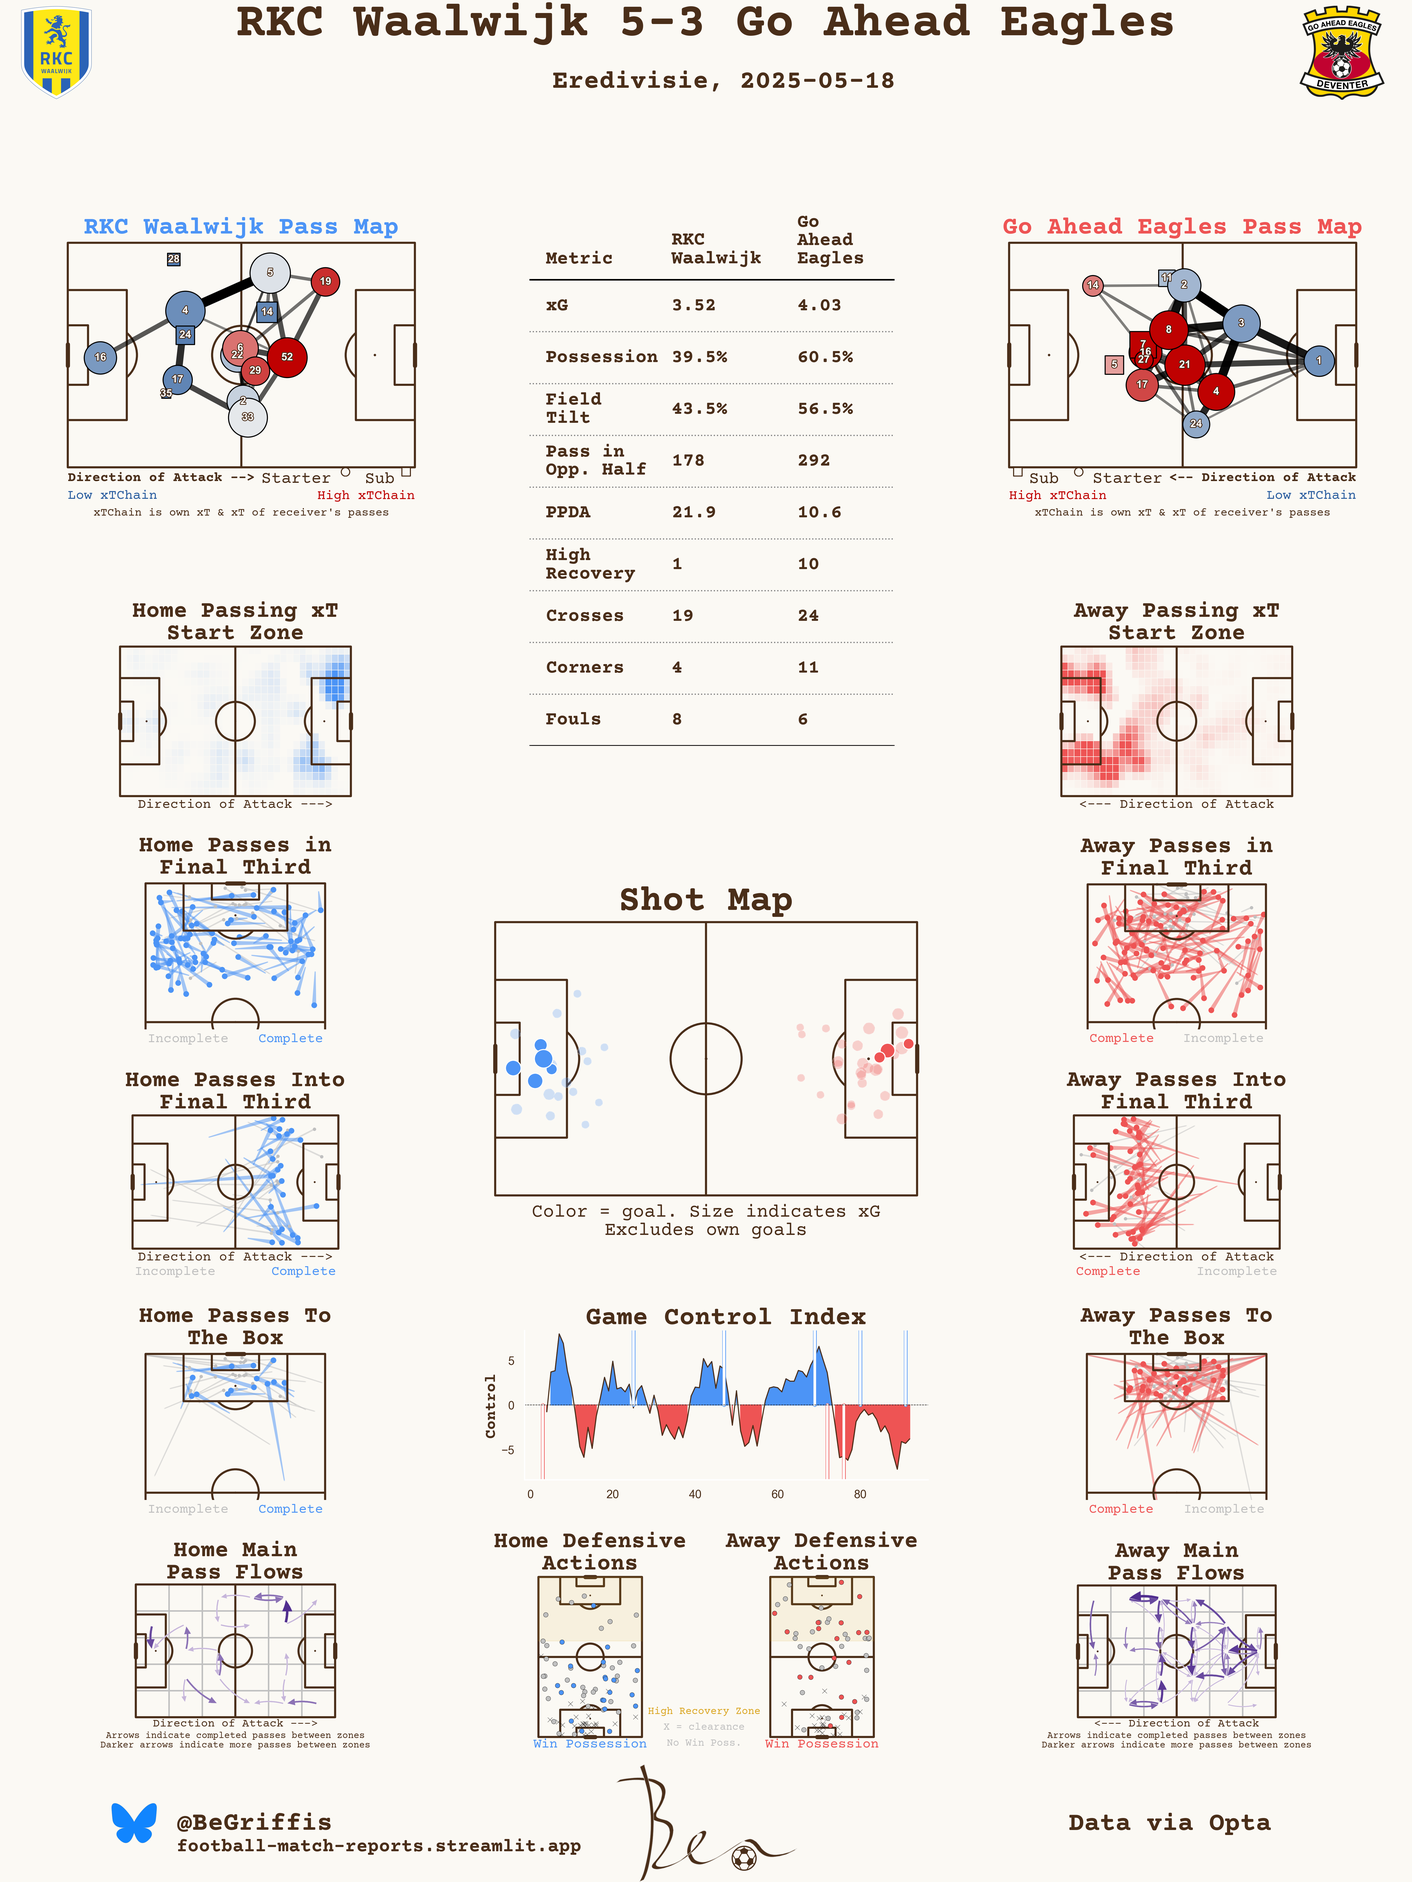 RKC Waalwijk 5-3 Go Ahead Eagles
Eredivisie, 2025-05-18
RKC
WAALWIJK
GO AHEAD EAGLES
DEVENTER
RKC Waalwijk Pass Map
28
5
19
4
14
24
6
22
16
52
29
17
35
2
33
Direction of Attack --> Starter Sub
Low xTChain High xTChain
xTChain is own xT & xT of receiver's passes
Metric RKC Waalwijk Go Ahead Eagles
xG 3.52 4.03
Possession 39.5% 60.5%
Field Tilt 43.5% 56.5%
Pass in Opp. Half 178 292
PPDA 21.9 10.6
High Recovery 1 10
Crosses 19 24
Corners 4 11
Fouls 8 6
Go Ahead Eagles Pass Map
14
11
2
8
3
7
16
27
5
21
1
17
4
24
Sub Starter <-- Direction of Attack
High xTChain Low xTChain
xTChain is own xT & xT of receiver's passes
Home Passing xT
Start Zone
Direction of Attack --->
Away Passing xT
Start Zone
<--- Direction of Attack
Home Passes in
Final Third
Incomplete Complete
Away Passes in
Final Third
Complete Incomplete
Shot Map
Color = goal. Size indicates xG
Excludes own goals
Home Passes Into
Final Third
Direction of Attack --->
Incomplete Complete
Away Passes Into
Final Third
<--- Direction of Attack
Complete Incomplete
Home Passes To
The Box
Incomplete Complete
Game Control Index
Control
5
0
−5
0 20 40 60 80
Away Passes To
The Box
Complete Incomplete
Home Main
Pass Flows
Direction of Attack --->
Arrows indicate completed passes between zones
Darker arrows indicate more passes between zones
Home Defensive
Actions
Win Possession
Away Defensive
Actions
Win Possession
High Recovery Zone
X = clearance
No Win Poss.
Away Main
Pass Flows
<--- Direction of Attack
Arrows indicate completed passes between zones
Darker arrows indicate more passes between zones
@BeGriffis
football-match-reports.streamlit.app
Ben
Data via Opta